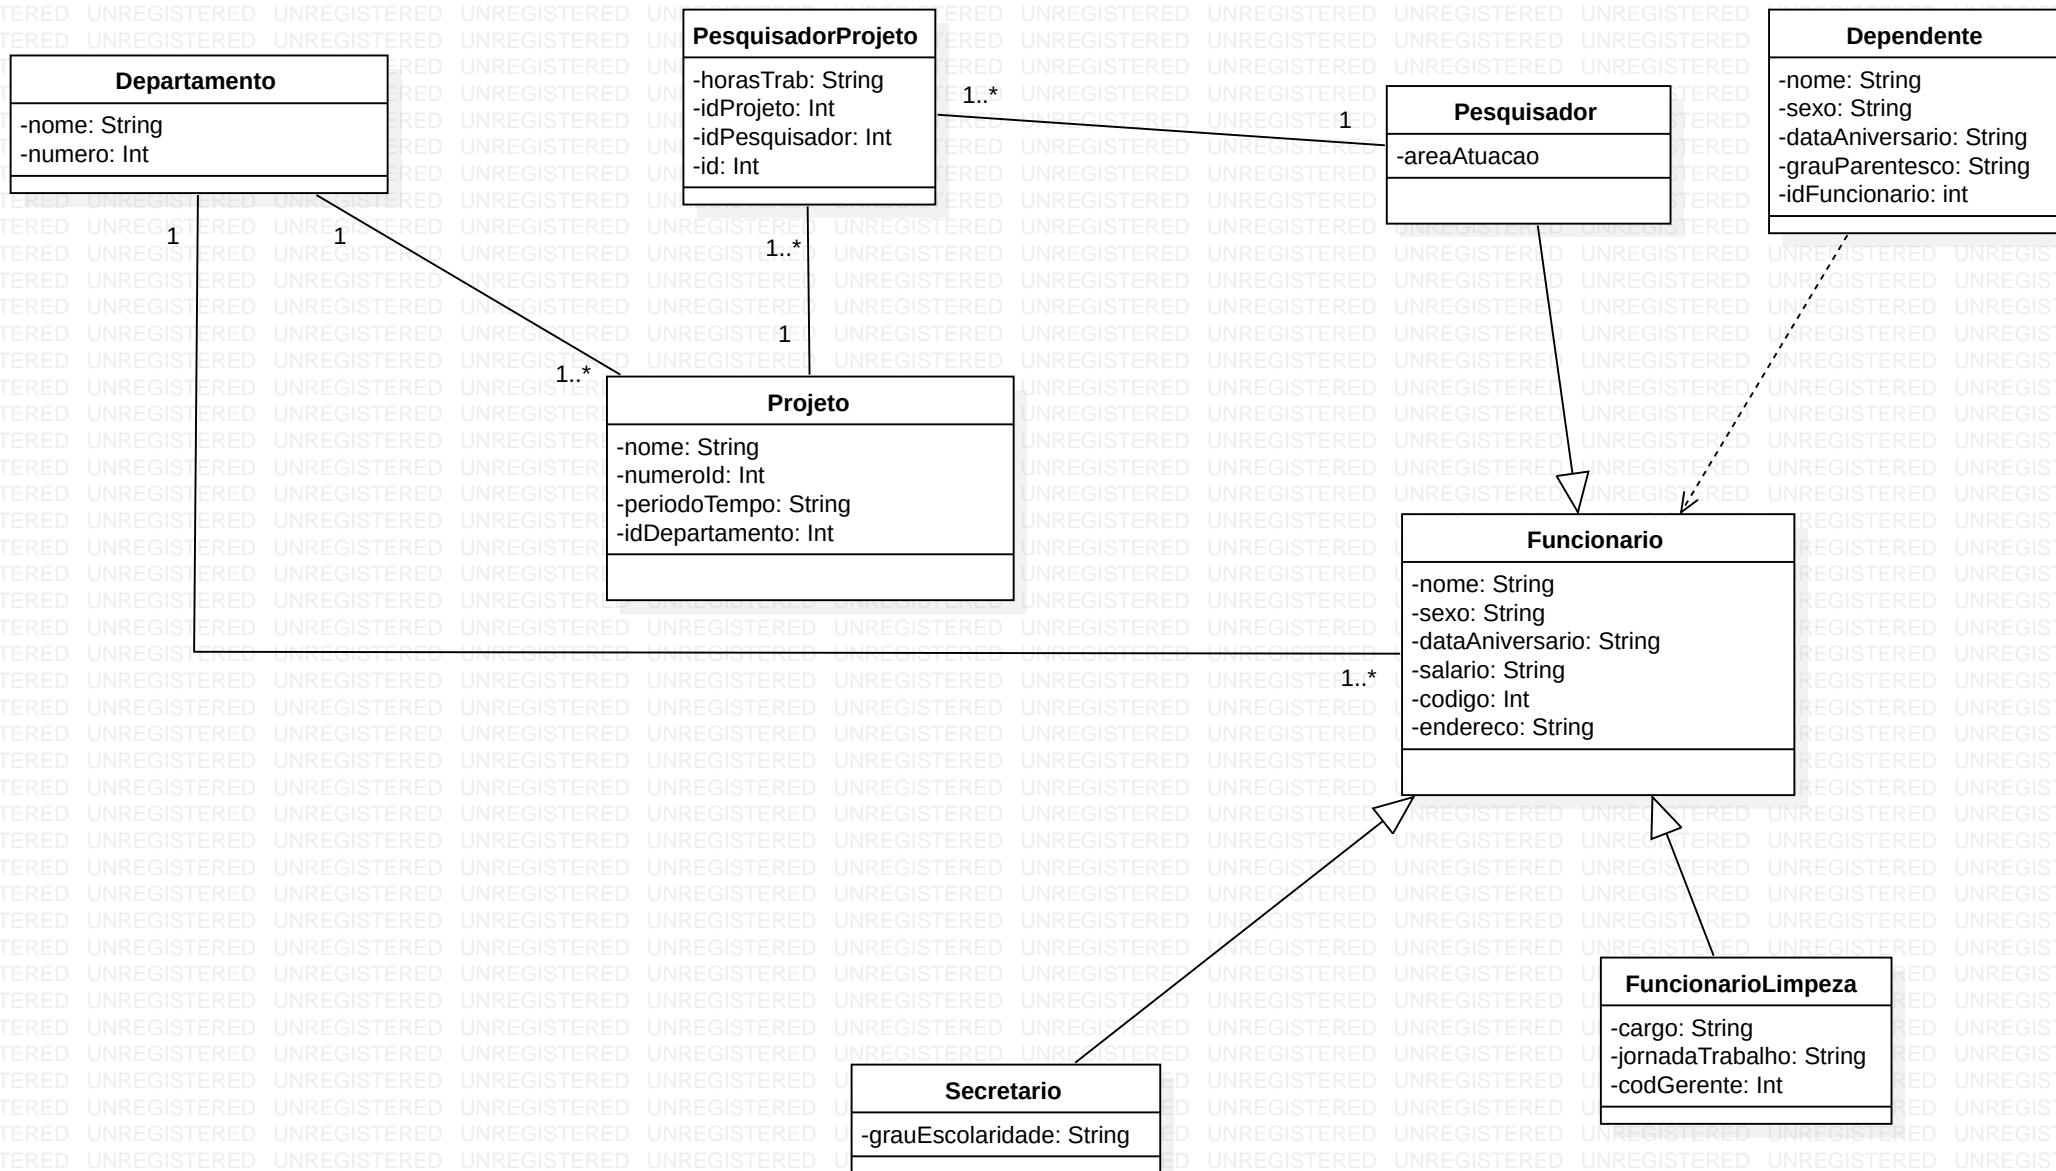 PesquisadorProjeto
-horasTrab: String
-idProjeto: Int
-idPesquisador: Int
-id: Int
Dependente
-nome: String
-sexo: String
-dataAniversario: String
-grauParentesco: String
-idFuncionario: int
Departamento
-nome: String
-numero: Int
Pesquisador
-areaAtuacao
1..*
1
1
1
1..*
1
1..*
Projeto
-nome: String
-numeroId: Int
-periodoTempo: String
-idDepartamento: Int
Funcionario
-nome: String
-sexo: String
-dataAniversario: String
-salario: String
-codigo: Int
-endereco: String
1..*
FuncionarioLimpeza
-cargo: String
-jornadaTrabalho: String
-codGerente: Int
Secretario
-grauEscolaridade: String
UNREGISTERED